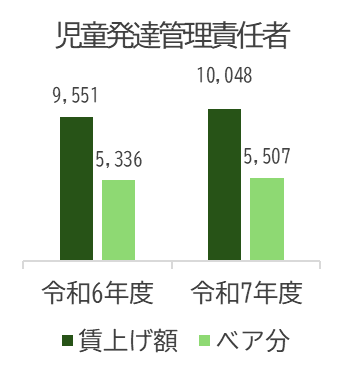 児童発達管理責任者
10,048
9,551
5,336
5,507
令和6年度
令和7年度
賃上げ額
ベア分